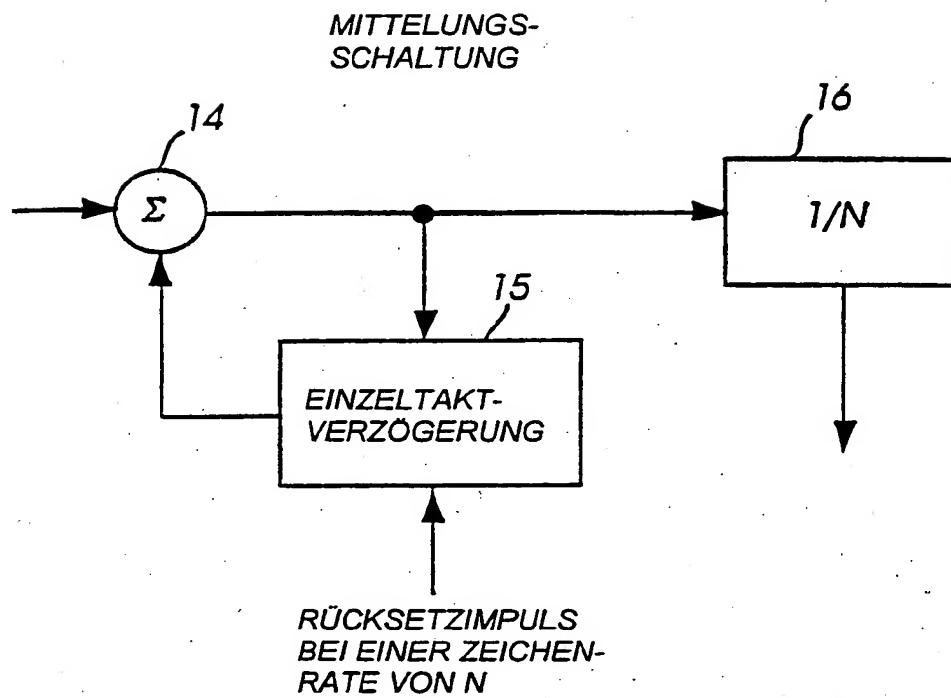 MITTELUNGS-
SCHALTUNG
14
Σ
16
1/N
15
EINZELTAKT-
VERZÖGERUNG
RÜCKSETZIMPULS
BEI EINER ZEICHEN-
RATE VON N